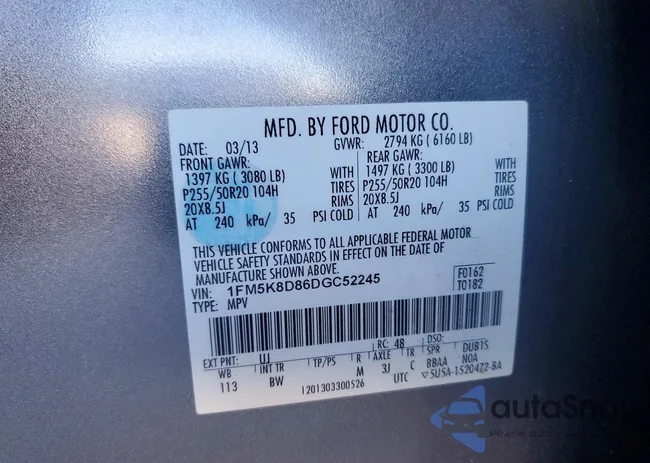 MFD. BY FORD MOTOR CO.
DATE: 03/13 GVWR: 2794 KG ( 6160 LB)
FRONT GAWR: REAR GAWR:
1397 KG ( 3080 LB) WITH 1497 KG ( 3300 LB) WITH
P255/50R20 104H TIRES P255/50R20 104H TIRES
20X8.5J RIMS 20X8.5J RIMS
AT 240 kPa/ 35 PSI COLD AT 240 kPa/ 35 PSI COLD
THIS VEHICLE CONFORMS TO ALL APPLICABLE FEDERAL MOTOR
VEHICLE SAFETY STANDARDS IN EFFECT ON THE DATE OF
MANUFACTURE SHOWN ABOVE.
VIN: 1FM5K8D86DGC52245 F0162
TYPE: MPV T0182
EXT PNT: UJ RC: 48 DSO:
WB INT TR TP/PS R AXLE TR SPR DUBTS
113 BW M 3J C BBAA NOA
1201303300526 UTC ▽5U5A-1520472-BA
autaSnau
Pewne auto